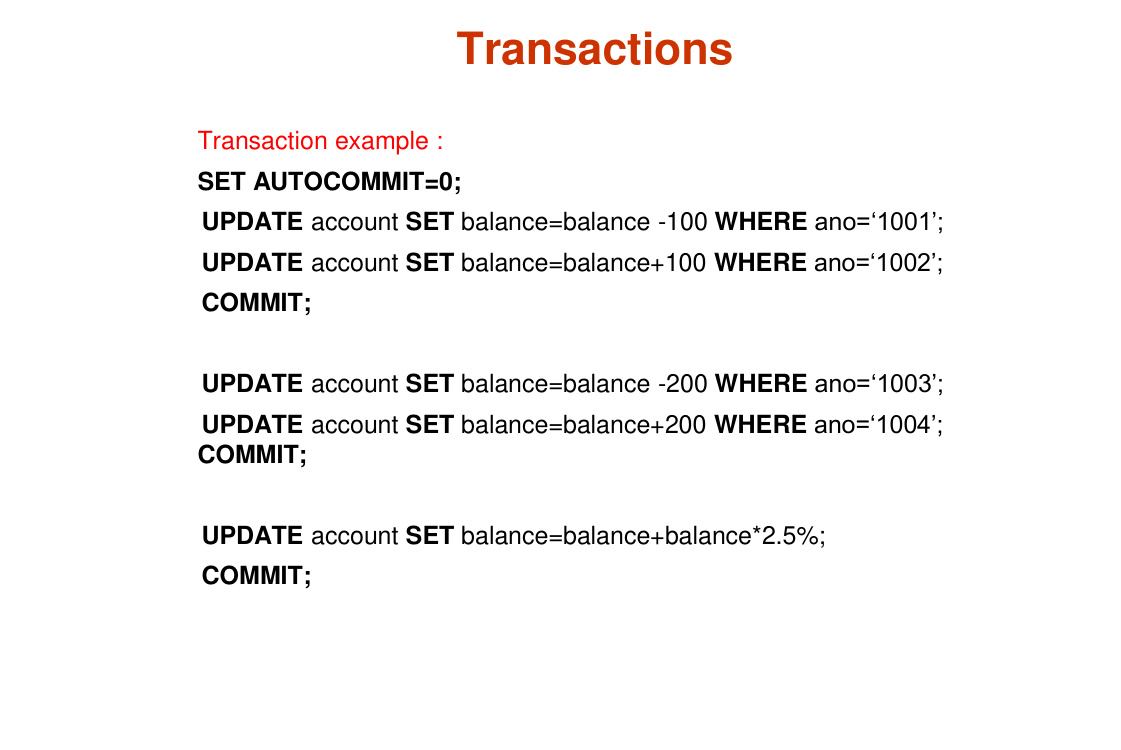 Transactions
Transaction example :
SET AUTOCOMMIT=0;
UPDATE account SET balance=balance -100 WHERE ano=‘1001’;
UPDATE account SET balance=balance+100 WHERE ano=‘1002’;
COMMIT;
UPDATE account SET balance=balance -200 WHERE ano=‘1003’;
UPDATE account SET balance=balance+200 WHERE ano=‘1004’;
COMMIT;
UPDATE account SET balance=balance+balance*2.5%;
COMMIT;